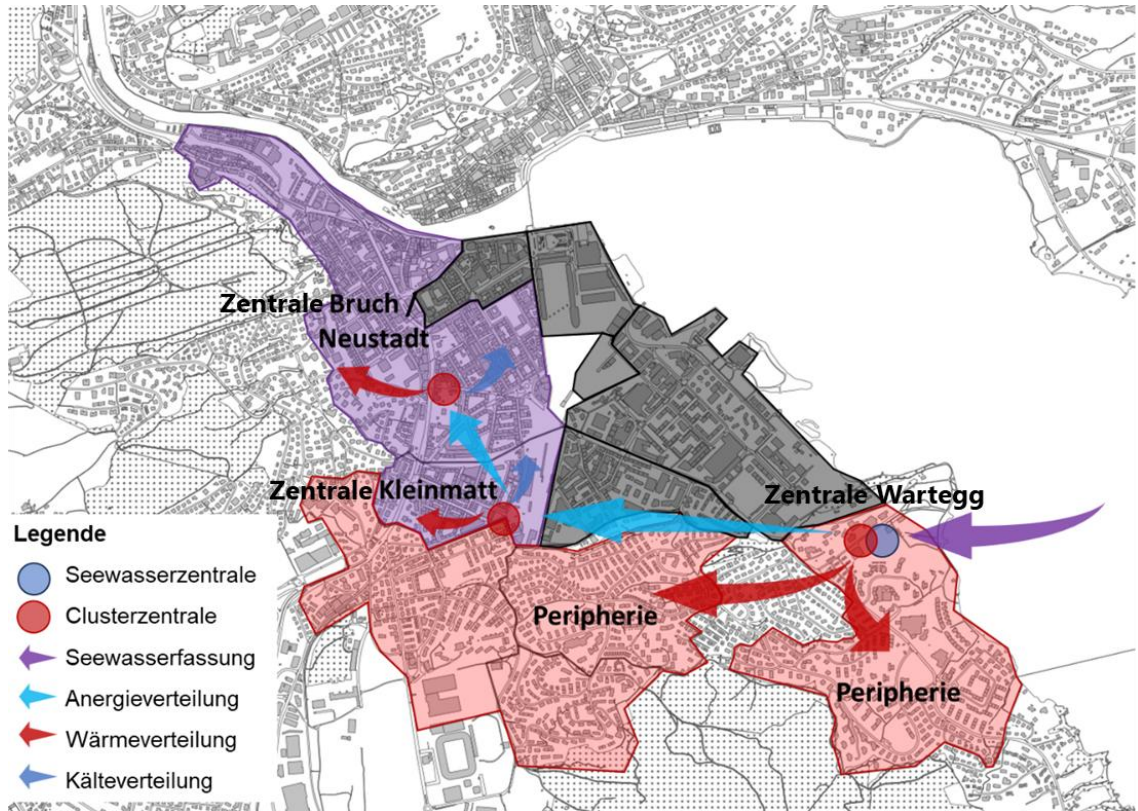 Zentrale Bruch /
Neustadt
Zentrale Kleinmatt
Zentrale Wartegg
Peripherie
Peripherie
Legende
Seewasserzentrale
Clusterzentrale
Seewasserfassung
Anergieverteilung
Wärmeverteilung
Kälteverteilung